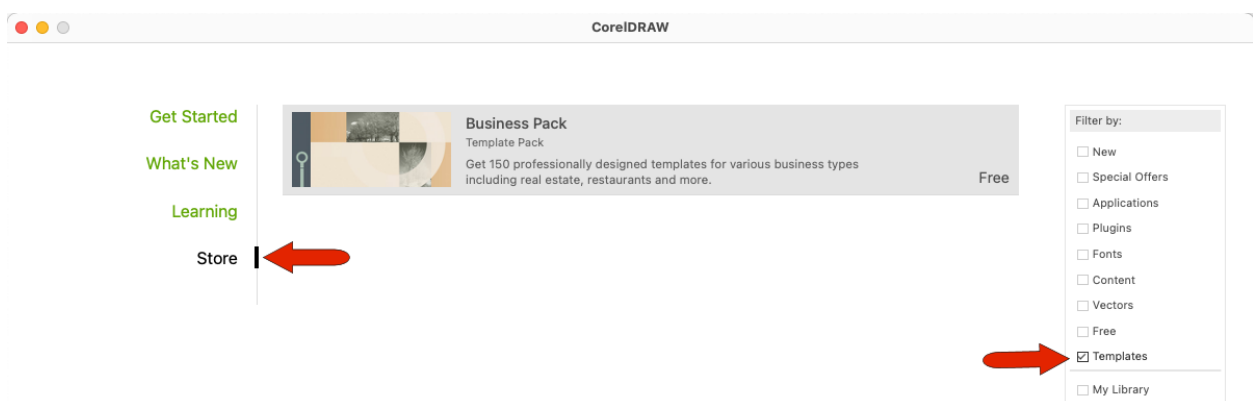 CorelDRAW
Get Started
What's New
Learning
Store
Business Pack
Template Pack
Get 150 professionally designed templates for various business types
including real estate, restaurants and more.
Free
Filter by:
New
Special Offers
Applications
Plugins
Fonts
Content
Vectors
Free
Templates
My Library